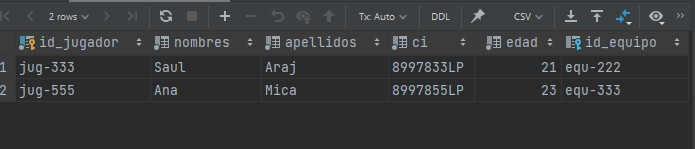 2 rows Tx: Auto DDL CSV
id_jugador nombres apellidos ci edad id_equipo
1 jug-333 Saul Araj 8997833LP 21 equ-222
2 jug-555 Ana Mica 8997855LP 23 equ-333